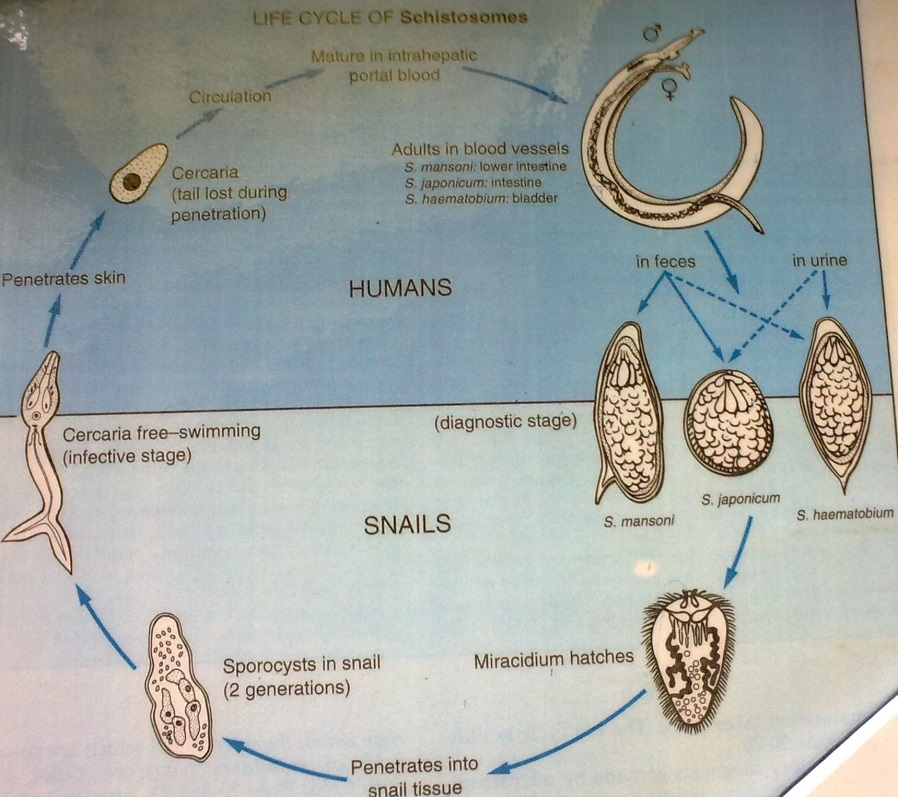 LIFE CYCLE OF Schistosomes
Mature in intrahepatic
portal blood
Circulation
Cercaria
(tail lost during
penetration)
Adults in blood vessels
S. mansoni: lower intestine
S. japonicum: intestine
S. haematobium: bladder
♂
♀
Penetrates skin
HUMANS
in feces
in urine
Cercaria free–swimming
(infective stage)
(diagnostic stage)
S. mansoni
S. japonicum
S. haematobium
SNAILS
Miracidium hatches
Sporocysts in snail
(2 generations)
Penetrates into
snail tissue